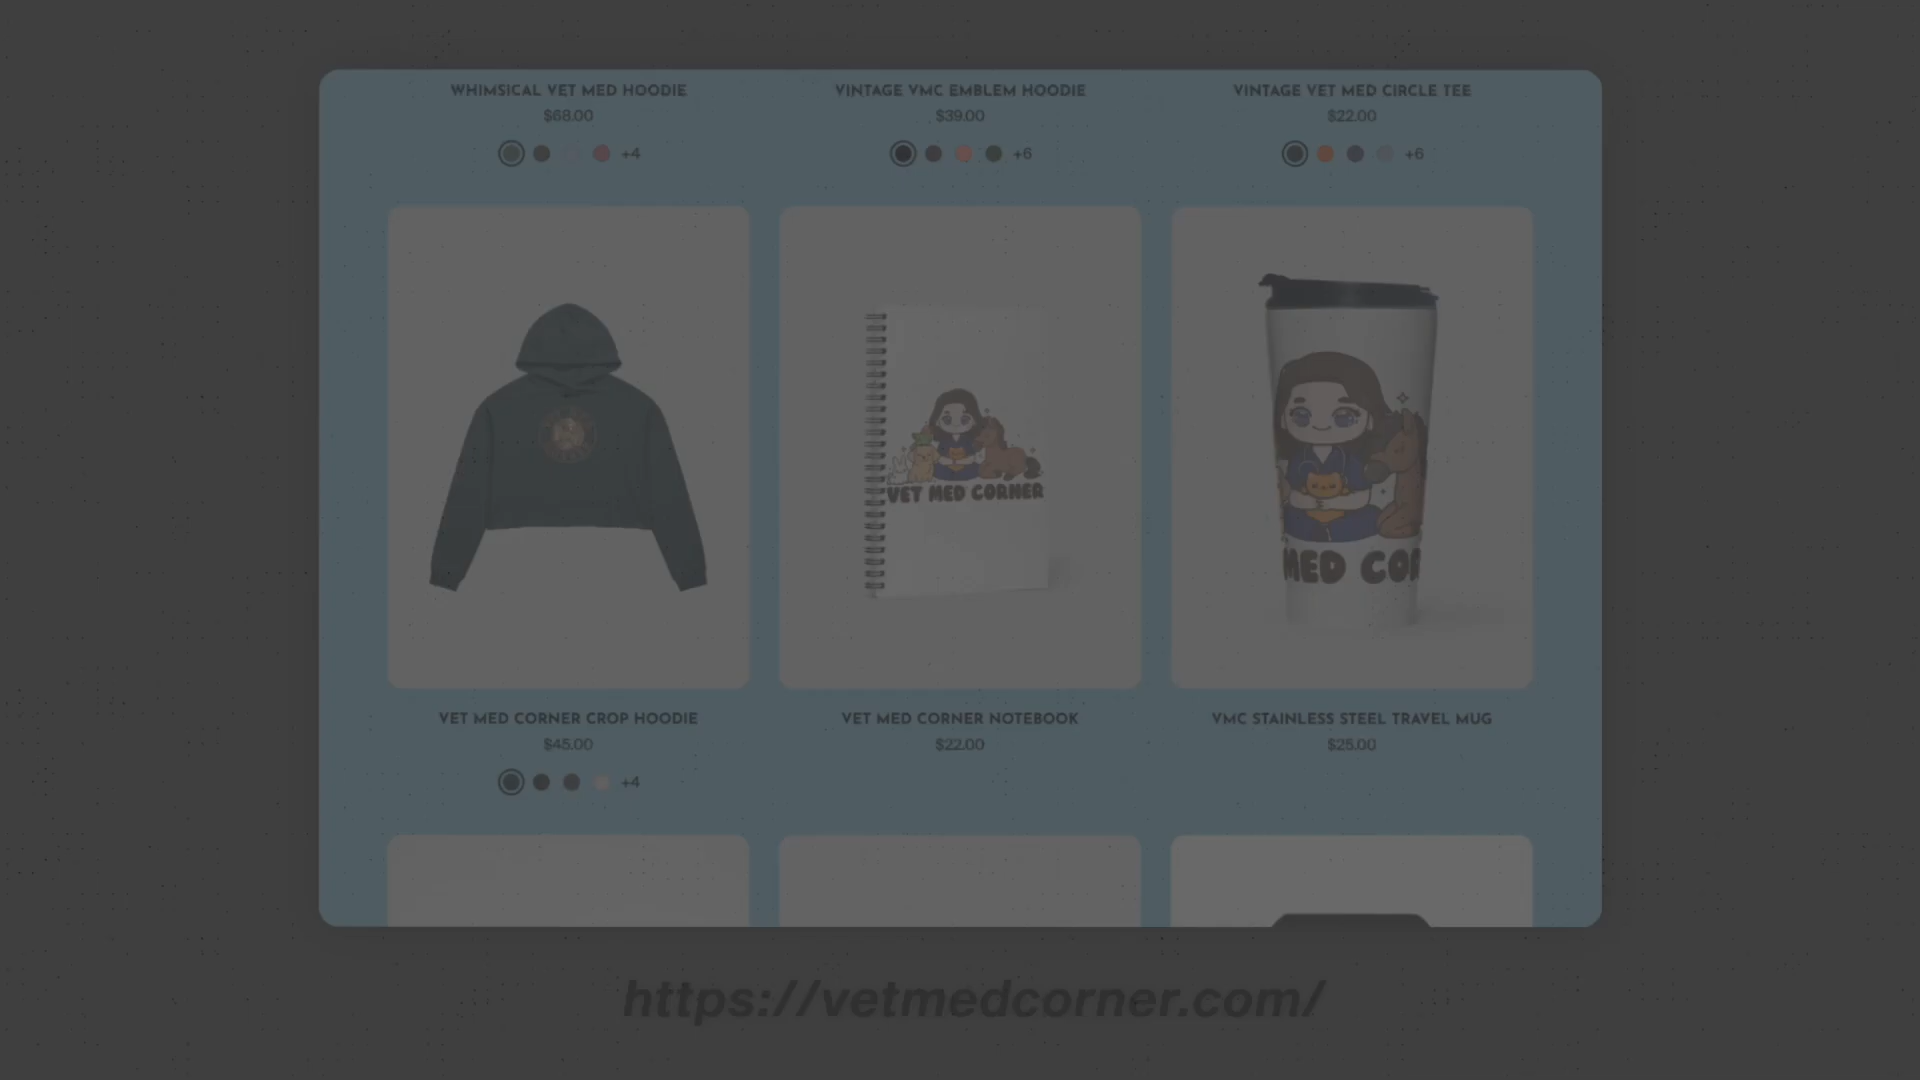 WHIMSICAL VET MED HOODIE
$68.00
+4
VINTAGE VMC EMBLEM HOODIE
$39.00
+6
VINTAGE VET MED CIRCLE TEE
$22.00
+6
VET MED CORNER
MED COR
VET MED CORNER CROP HOODIE
$45.00
+4
VET MED CORNER NOTEBOOK
$22.00
VMC STAINLESS STEEL TRAVEL MUG
$25.00
https://vetmedcorner.com/